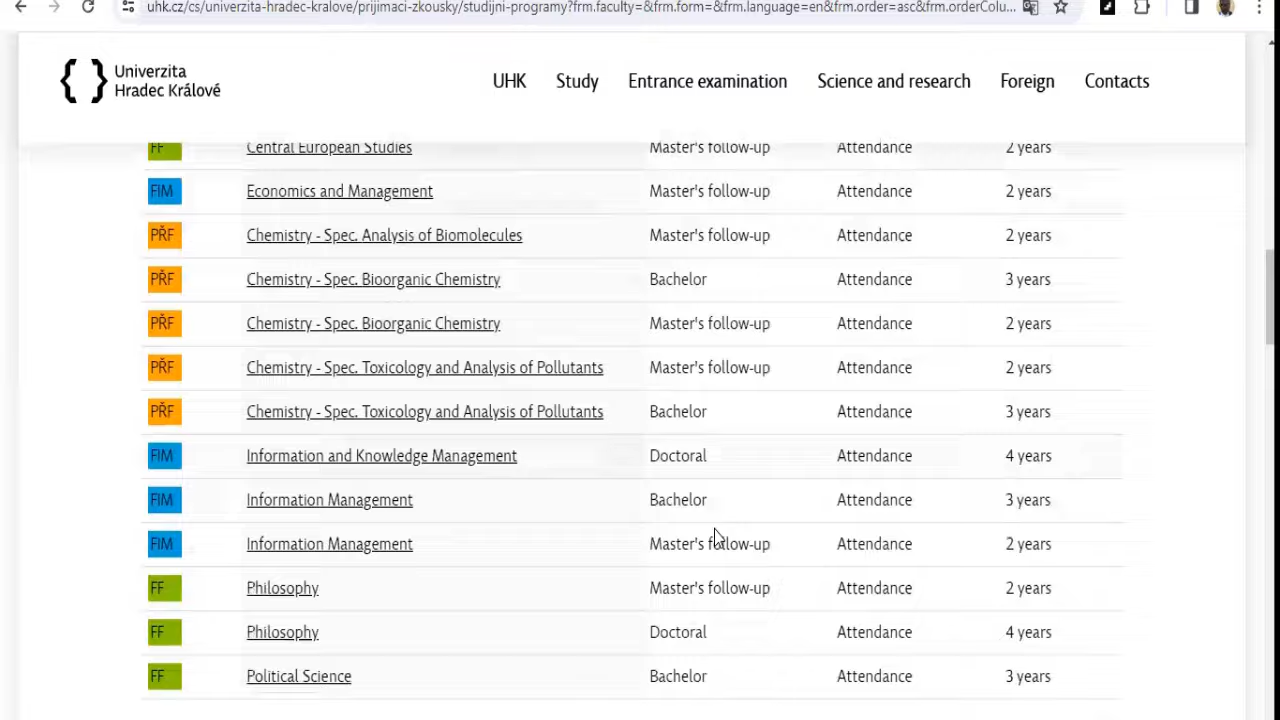 uhk.cz/cs/univerzita-hradec-kralove/prijimaci-zkousky/studijni-programy?frm.faculty=&frm.form=&frm.language=en&frm.order=asc&frm.orderColu...
Univerzita
Hradec Králové
UHK Study Entrance examination Science and research Foreign Contacts
FF Central European Studies Master's follow-up Attendance 2 years
FIM Economics and Management Master's follow-up Attendance 2 years
PŘF Chemistry - Spec. Analysis of Biomolecules Master's follow-up Attendance 2 years
PŘF Chemistry - Spec. Bioorganic Chemistry Bachelor Attendance 3 years
PŘF Chemistry - Spec. Bioorganic Chemistry Master's follow-up Attendance 2 years
PŘF Chemistry - Spec. Toxicology and Analysis of Pollutants Master's follow-up Attendance 2 years
PŘF Chemistry - Spec. Toxicology and Analysis of Pollutants Bachelor Attendance 3 years
FIM Information and Knowledge Management Doctoral Attendance 4 years
FIM Information Management Bachelor Attendance 3 years
FIM Information Management Master's follow-up Attendance 2 years
FF Philosophy Master's follow-up Attendance 2 years
FF Philosophy Doctoral Attendance 4 years
FF Political Science Bachelor Attendance 3 years